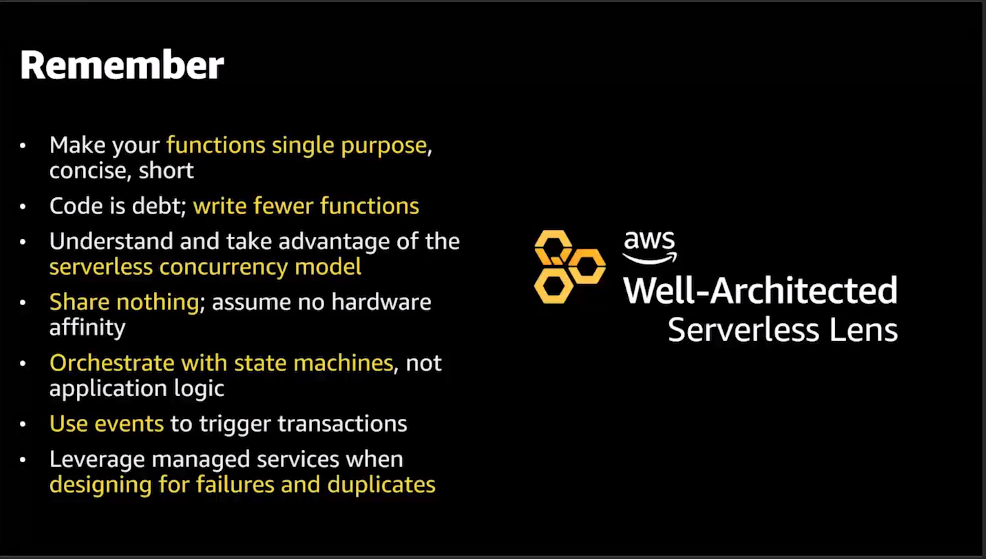 Remember
• Make your functions single purpose,
concise, short
• Code is debt; write fewer functions
• Understand and take advantage of the
serverless concurrency model
• Share nothing; assume no hardware
affinity
• Orchestrate with state machines, not
application logic
• Use events to trigger transactions
• Leverage managed services when
designing for failures and duplicates
aws
Well-Architected
Serverless Lens